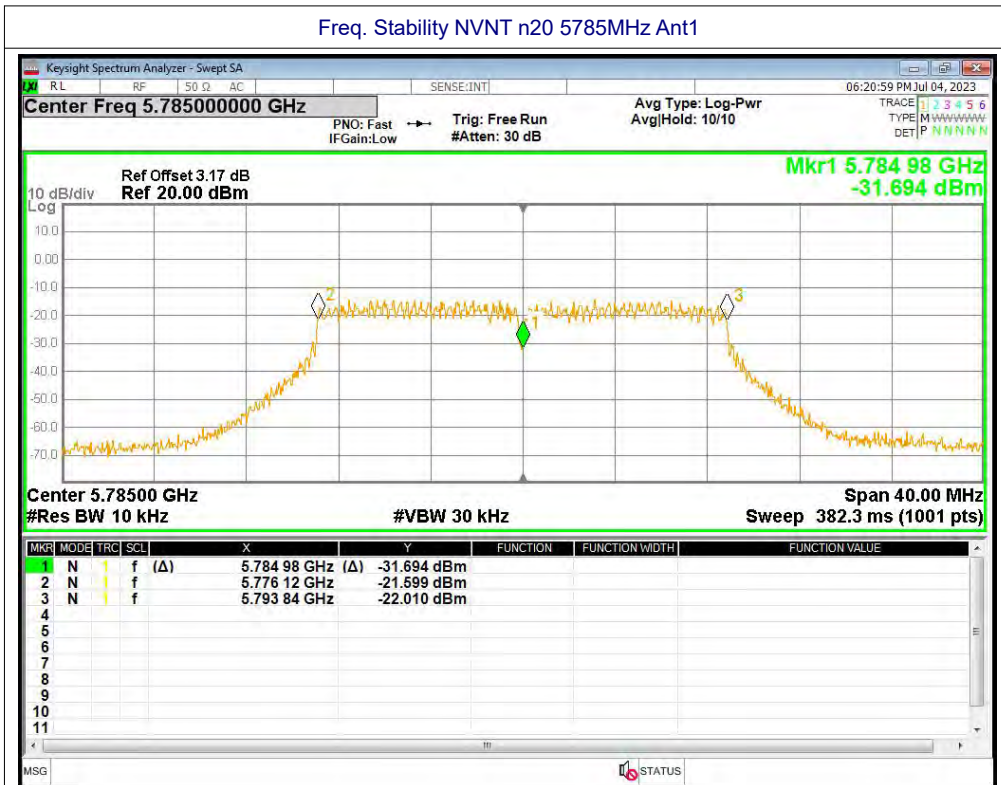 Freq. Stability NVNT n20 5785MHz Ant1
Keysight Spectrum Analyzer - Swept SA
LXI RL RF 50 Ω AC SENSE:INT 06:20:59 PM Jul 04, 2023
Center Freq 5.785000000 GHz
PNO: Fast
IFGain:Low
Trig: Free Run
#Atten: 30 dB
Avg Type: Log-Pwr
Avg|Hold: 10/10
TRACE 1 2 3 4 5 6
TYPE M WWWWW
DET P N N N N N
Mkr1 5.784 98 GHz
-31.694 dBm
Ref Offset 3.17 dB
10 dB/div Ref 20.00 dBm
Log
10.0
0.00
-10.0
-20.0
-30.0
-40.0
-50.0
-60.0
-70.0
2
1
3
Center 5.78500 GHz Span 40.00 MHz
#Res BW 10 kHz #VBW 30 kHz Sweep 382.3 ms (1001 pts)
MKR MODE TRC SCL X Y FUNCTION FUNCTION WIDTH FUNCTION VALUE
1 N 1 f (Δ) 5.784 98 GHz (Δ) -31.694 dBm
2 N 1 f 5.776 12 GHz -21.599 dBm
3 N 1 f 5.793 84 GHz -22.010 dBm
4
5
6
7
8
9
10
11
MSG STATUS